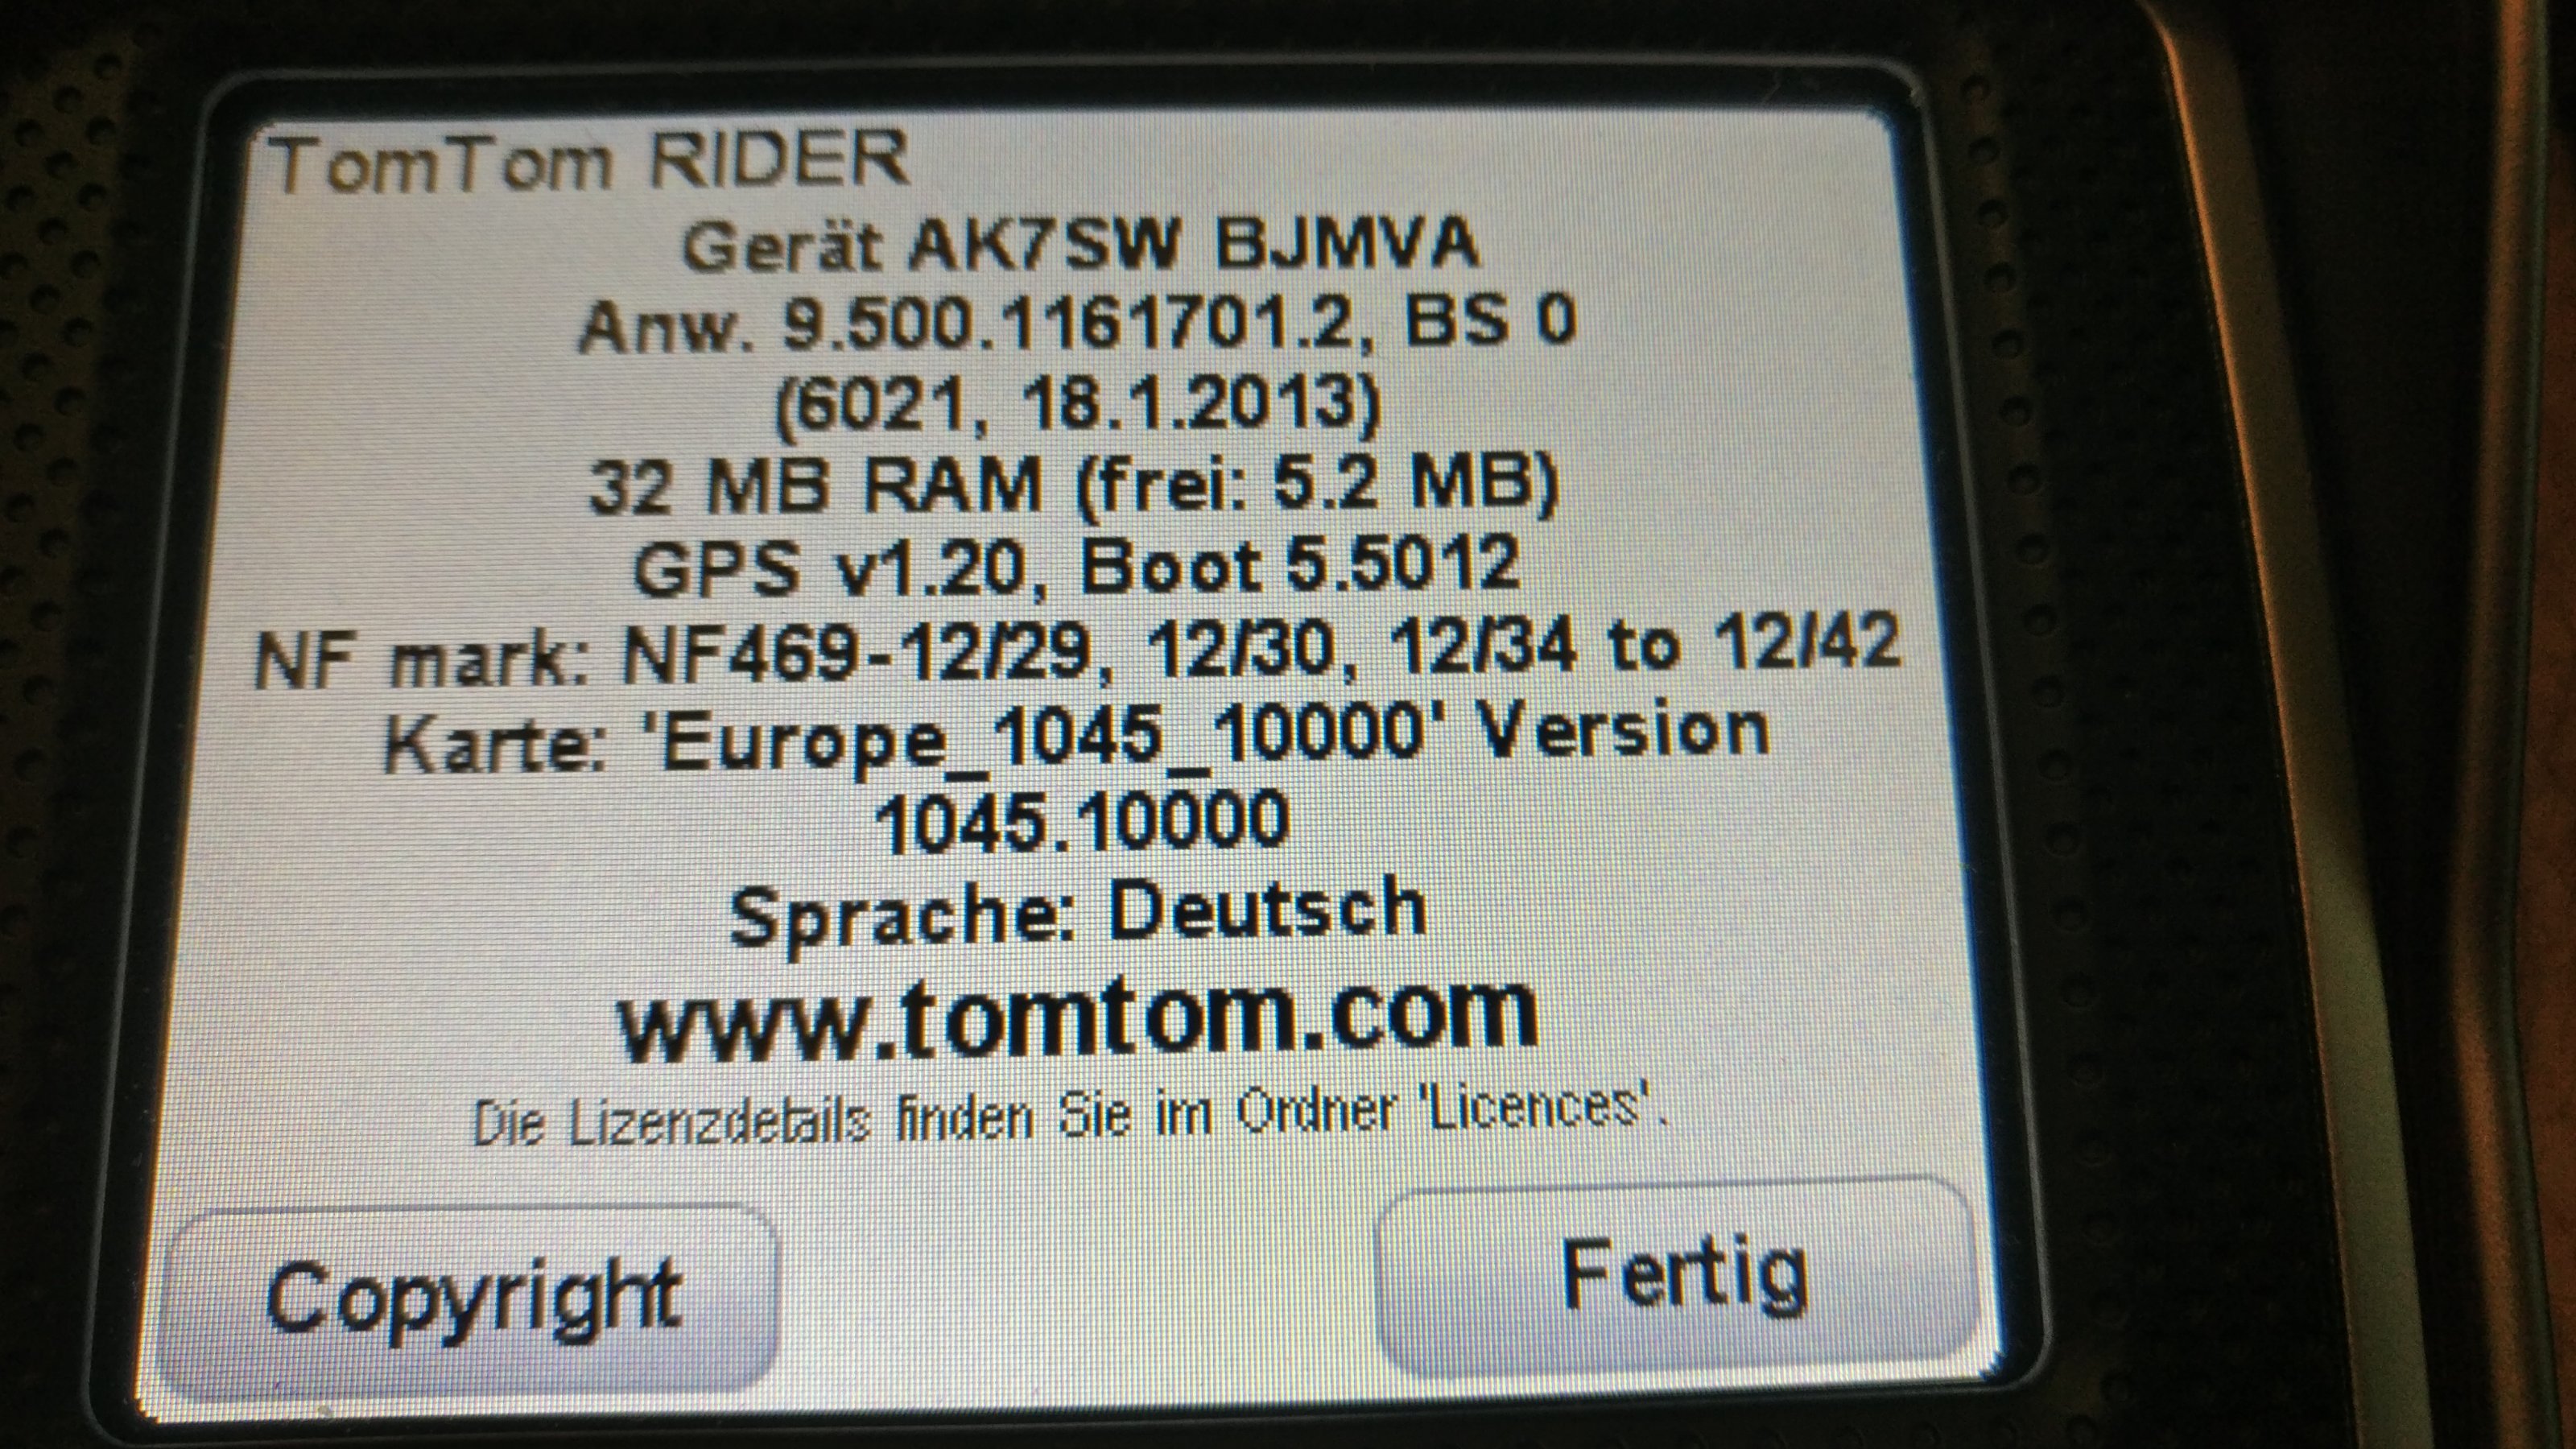 TomTom RIDER
Gerät AK7SW BJMVA
Anw. 9.500.1161701.2, BS 0
(6021, 18.1.2013)
32 MB RAM (frei: 5.2 MB)
GPS v1.20, Boot 5.5012
NF mark: NF469-12/29, 12/30, 12/34 to 12/42
Karte: 'Europe_1045_10000' Version
1045.10000
Sprache: Deutsch
www.tomtom.com
Die Lizenzdetails finden Sie im Ordner 'Licences'.
Copyright
Fertig